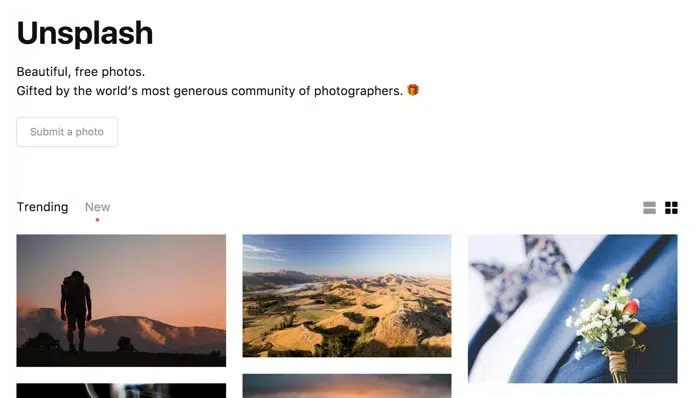 Unsplash
Beautiful, free photos.
Gifted by the world’s most generous community of photographers. 🎁
Submit a photo
Trending New